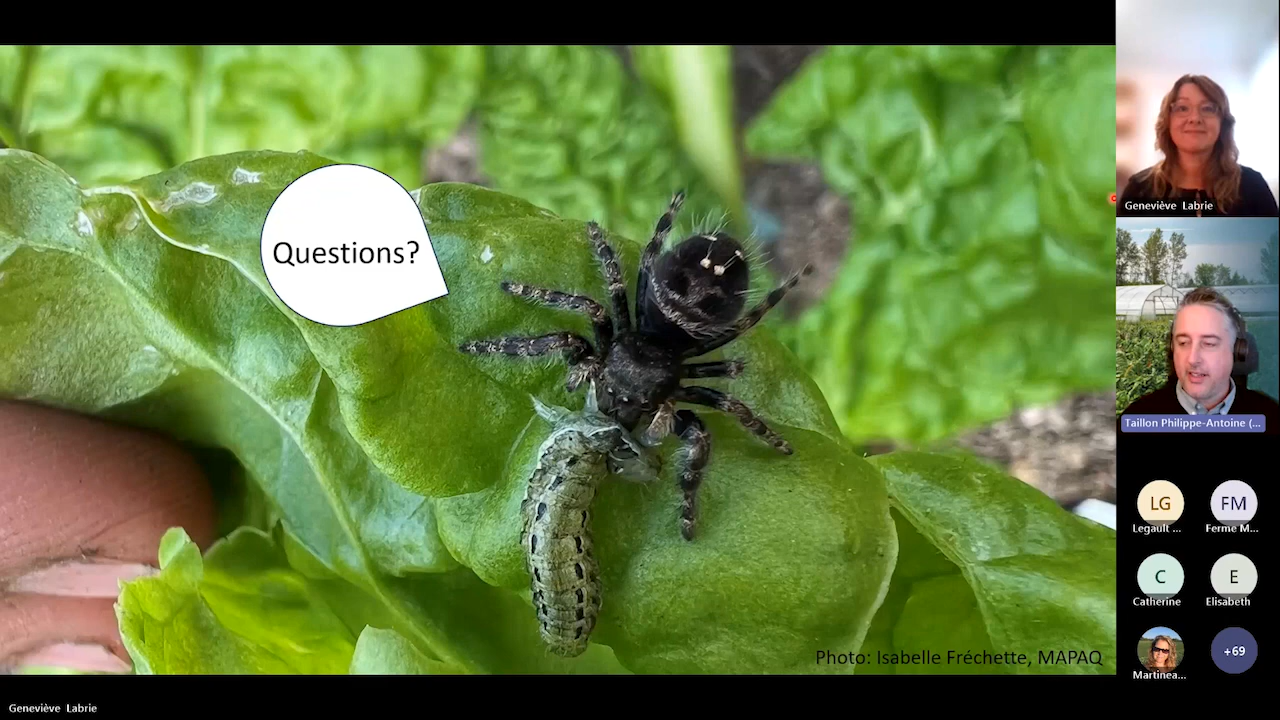 Questions?
Photo: Isabelle Fréchette, MAPAQ
Geneviève Labrie
Taillon Philippe-Antoine (...
LG
FM
Legault ...
Ferme M...
C
E
Catherine
Elisabeth
+69
Martinea...
Geneviève Labrie